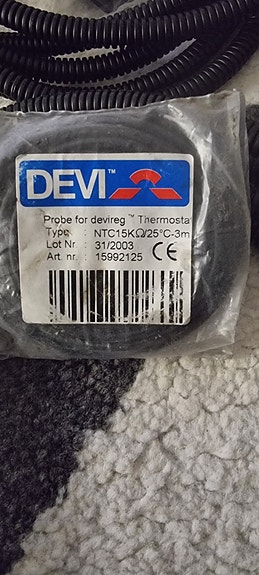 DEVI™
Probe for devireg™ Thermosta
Type : NTC15KΩ/25°C-3m
Lot Nr : 31/2003
Art. nr. : 15992125 CE